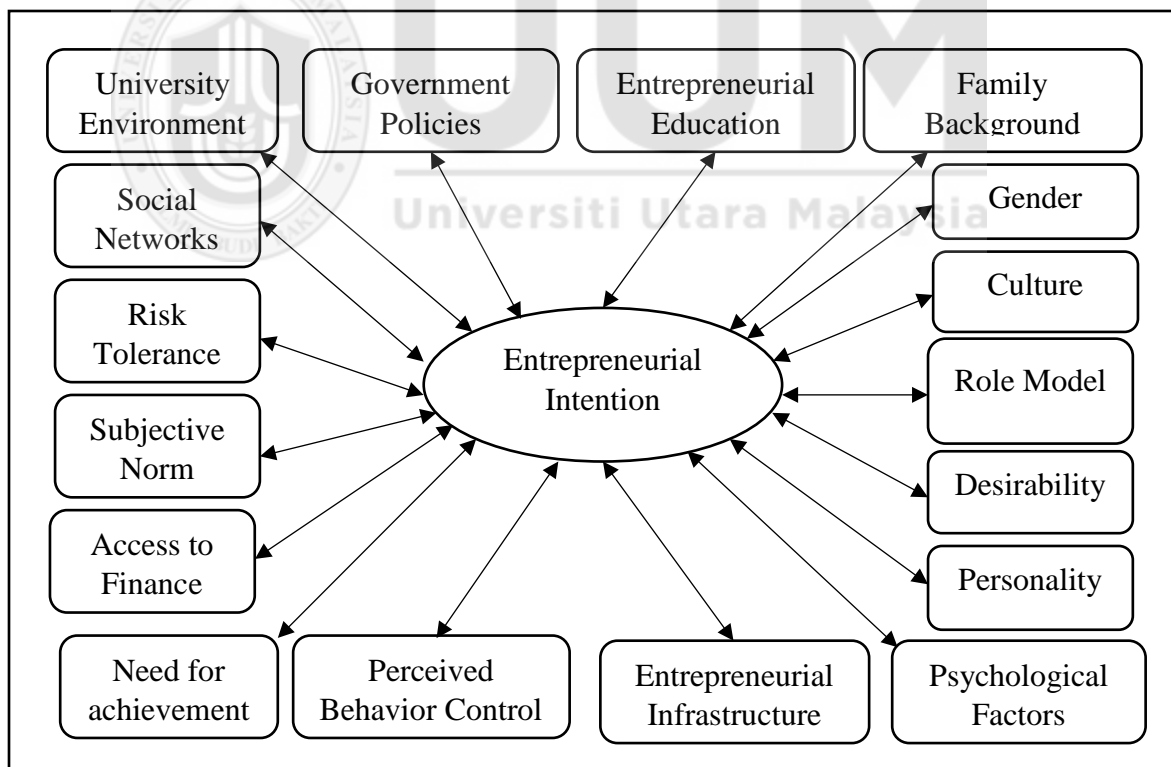 University
Environment
Government
Policies
Entrepreneurial
Education
Family
Background
Social
Networks
Gender
Universiti Utara Malaysia
Culture
Risk
Tolerance
Entrepreneurial
Intention
Role Model
Subjective
Norm
Desirability
Access to
Finance
Personality
Need for
achievement
Perceived
Behavior Control
Entrepreneurial
Infrastructure
Psychological
Factors
UUM